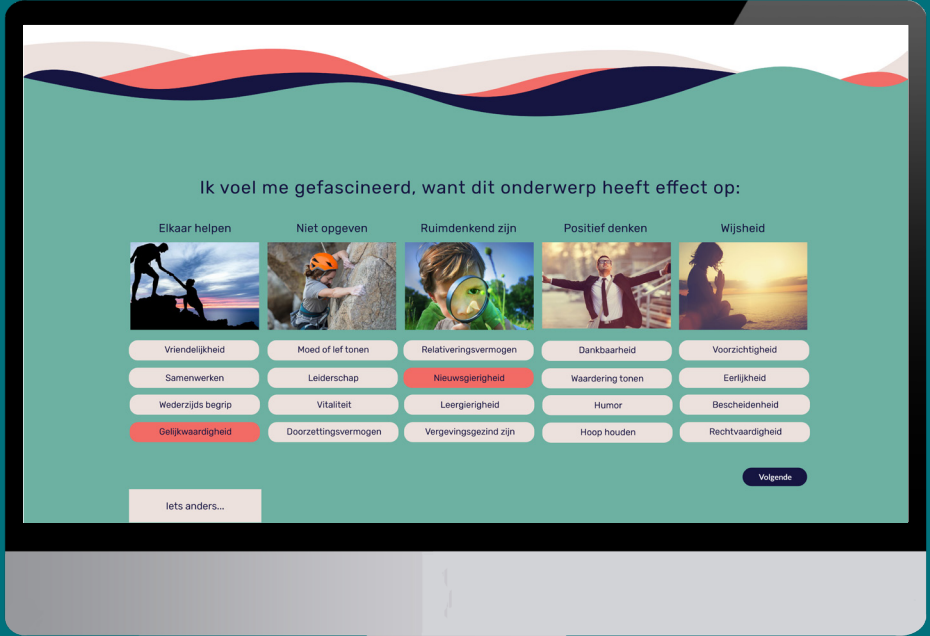 Ik voel me gefascineerd, want dit onderwerp heeft effect op:
Elkaar helpen
Niet opgeven
Ruimdenkend zijn
Positief denken
Wijsheid
Vriendelijkheid
Moed of lef tonen
Relativeringsvermogen
Dankbaarheid
Voorzichtigheid
Samenwerken
Leiderschap
Nieuwsgierigheid
Waardering tonen
Eerlijkheid
Wederzijds begrip
Vitaliteit
Leergierigheid
Humor
Bescheidenheid
Gelijkwaardigheid
Doorzettingsvermogen
Vergevingsgezind zijn
Hoop houden
Rechtvaardigheid
Volgende
Iets anders...